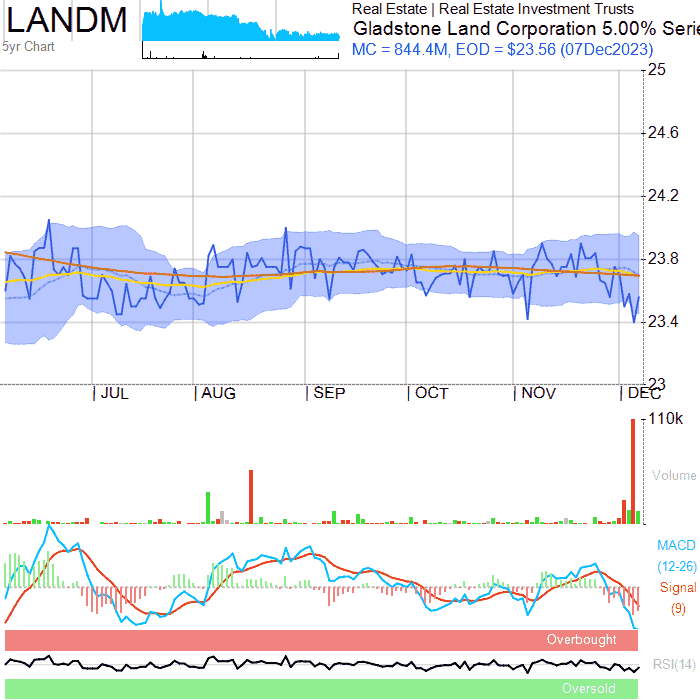 LANDM
5yr Chart
Real Estate | Real Estate Investment Trusts
Gladstone Land Corporation 5.00% Serie
MC = 844.4M, EOD = $23.56 (07Dec2023)
25
24.6
24.2
23.8
23.4
23
JUL AUG SEP OCT NOV DEC
110k
Volume
MACD
(12-26)
Signal
(9)
Overbought
RSI(14)
Oversold